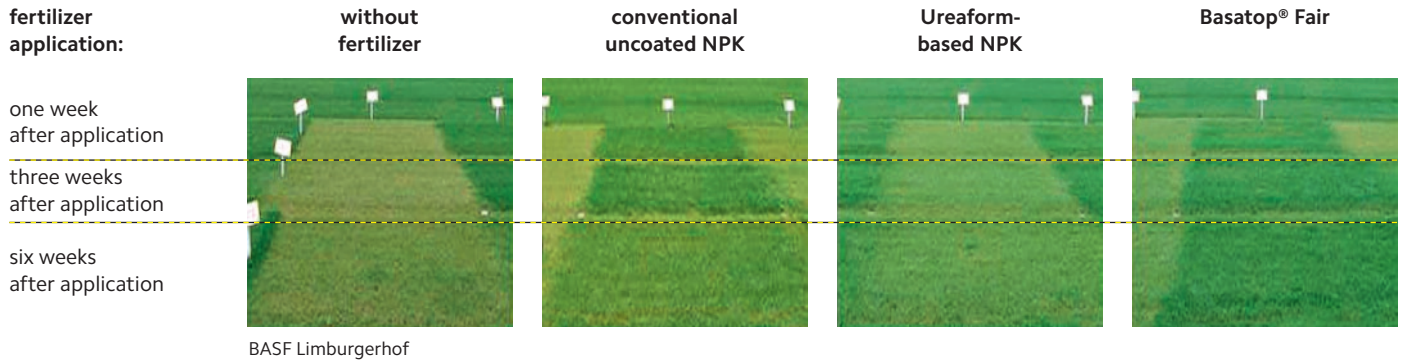 fertilizer
application:
without
fertilizer
conventional
uncoated NPK
Ureaform-
based NPK
Basatop® Fair
one week
after application
three weeks
after application
six weeks
after application
BASF Limburgerhof